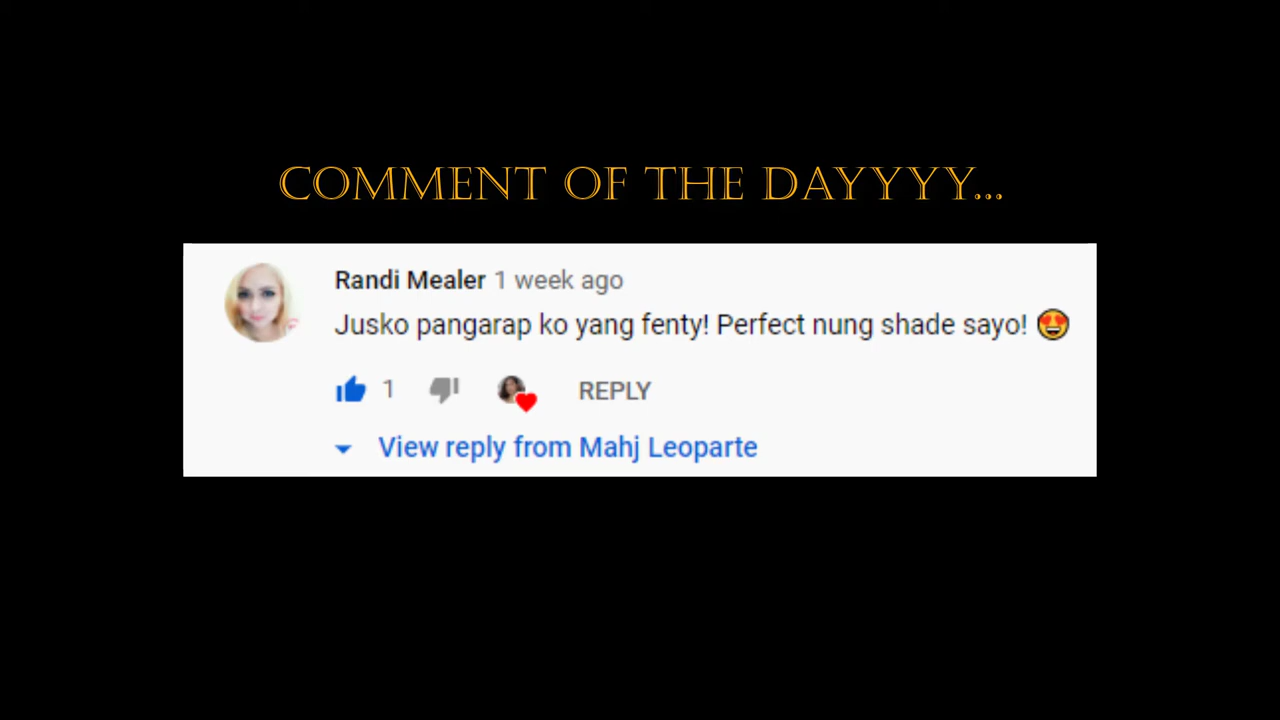 COMMENT OF THE DAYYYY...
Randi Mealer 1 week ago
Jusko pangarap ko yang fenty! Perfect nung shade sayo! 😍
1 REPLY
View reply from Mahj Leoparte